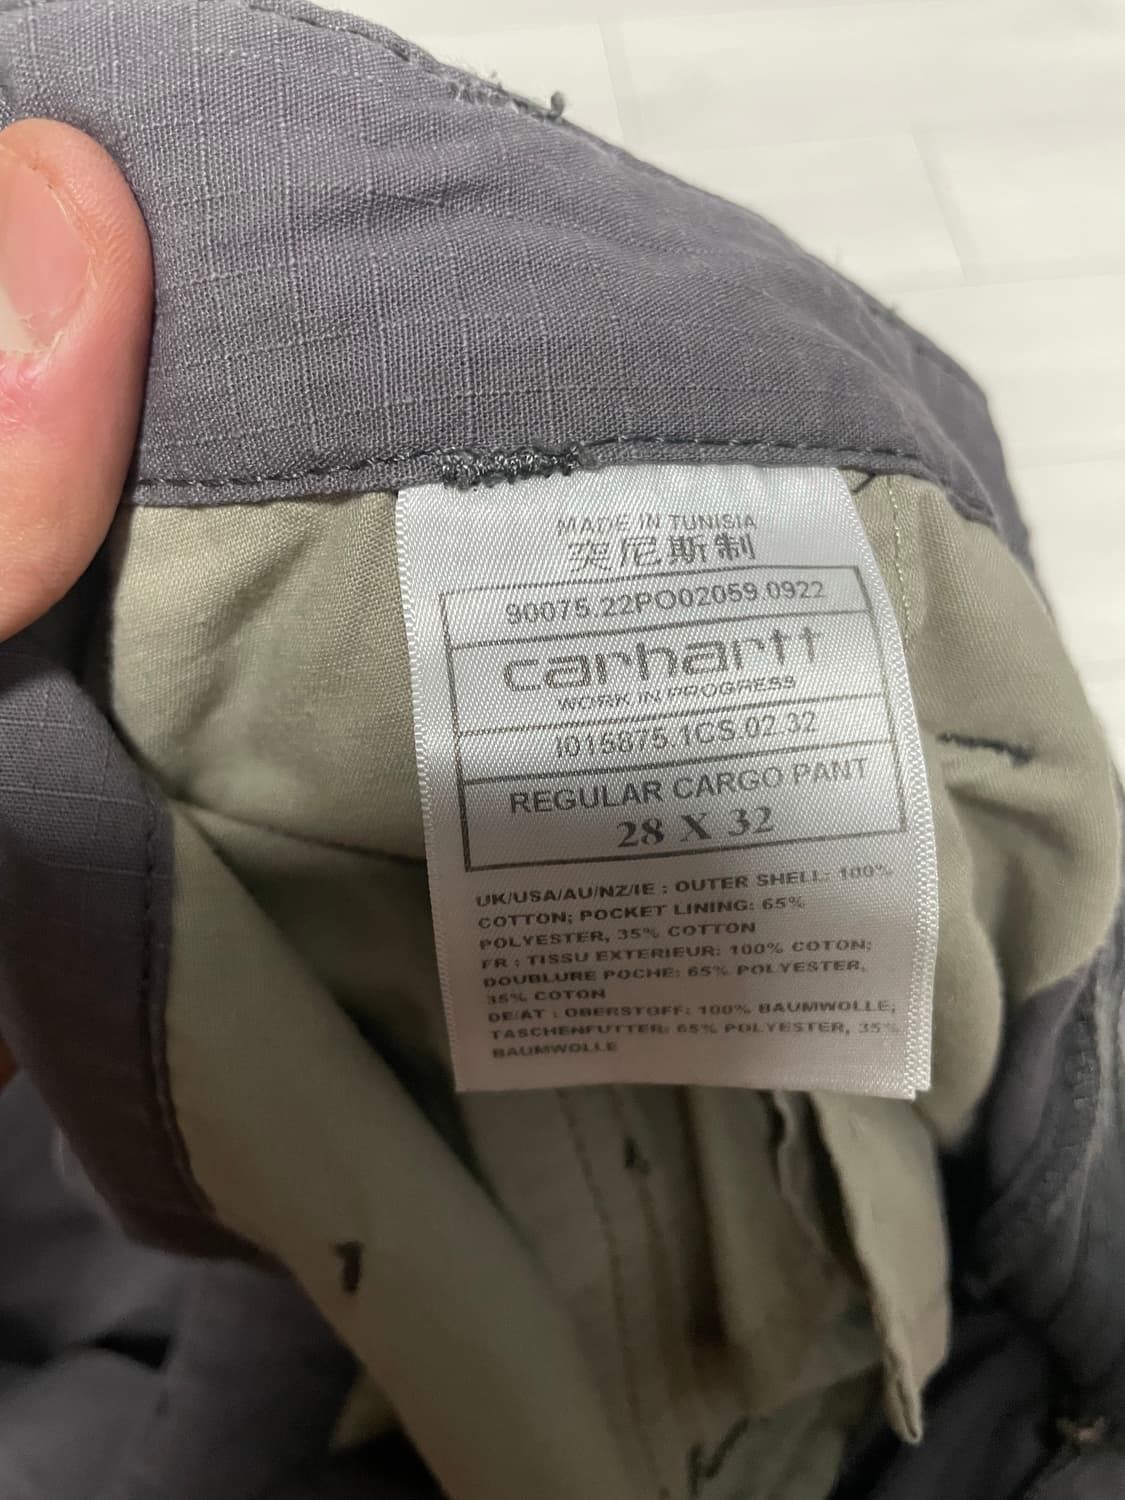 MADE IN TUNISIA
突尼斯制
90075.22PO02059.0922
carhartt
WORK IN PROGRESS
I015875.1CS.02.32
REGULAR CARGO PANT
28 X 32
UK/USA/AU/NZ/IE : OUTER SHELL: 100%
COTTON; POCKET LINING: 65%
POLYESTER, 35% COTTON
FR : TISSU EXTERIEUR: 100% COTON;
DOUBLURE POCHE: 65% POLYESTER,
35% COTON
DE/AT : OBERSTOFF: 100% BAUMWOLLE;
TASCHENFUTTER: 65% POLYESTER, 35%
BAUMWOLLE
1